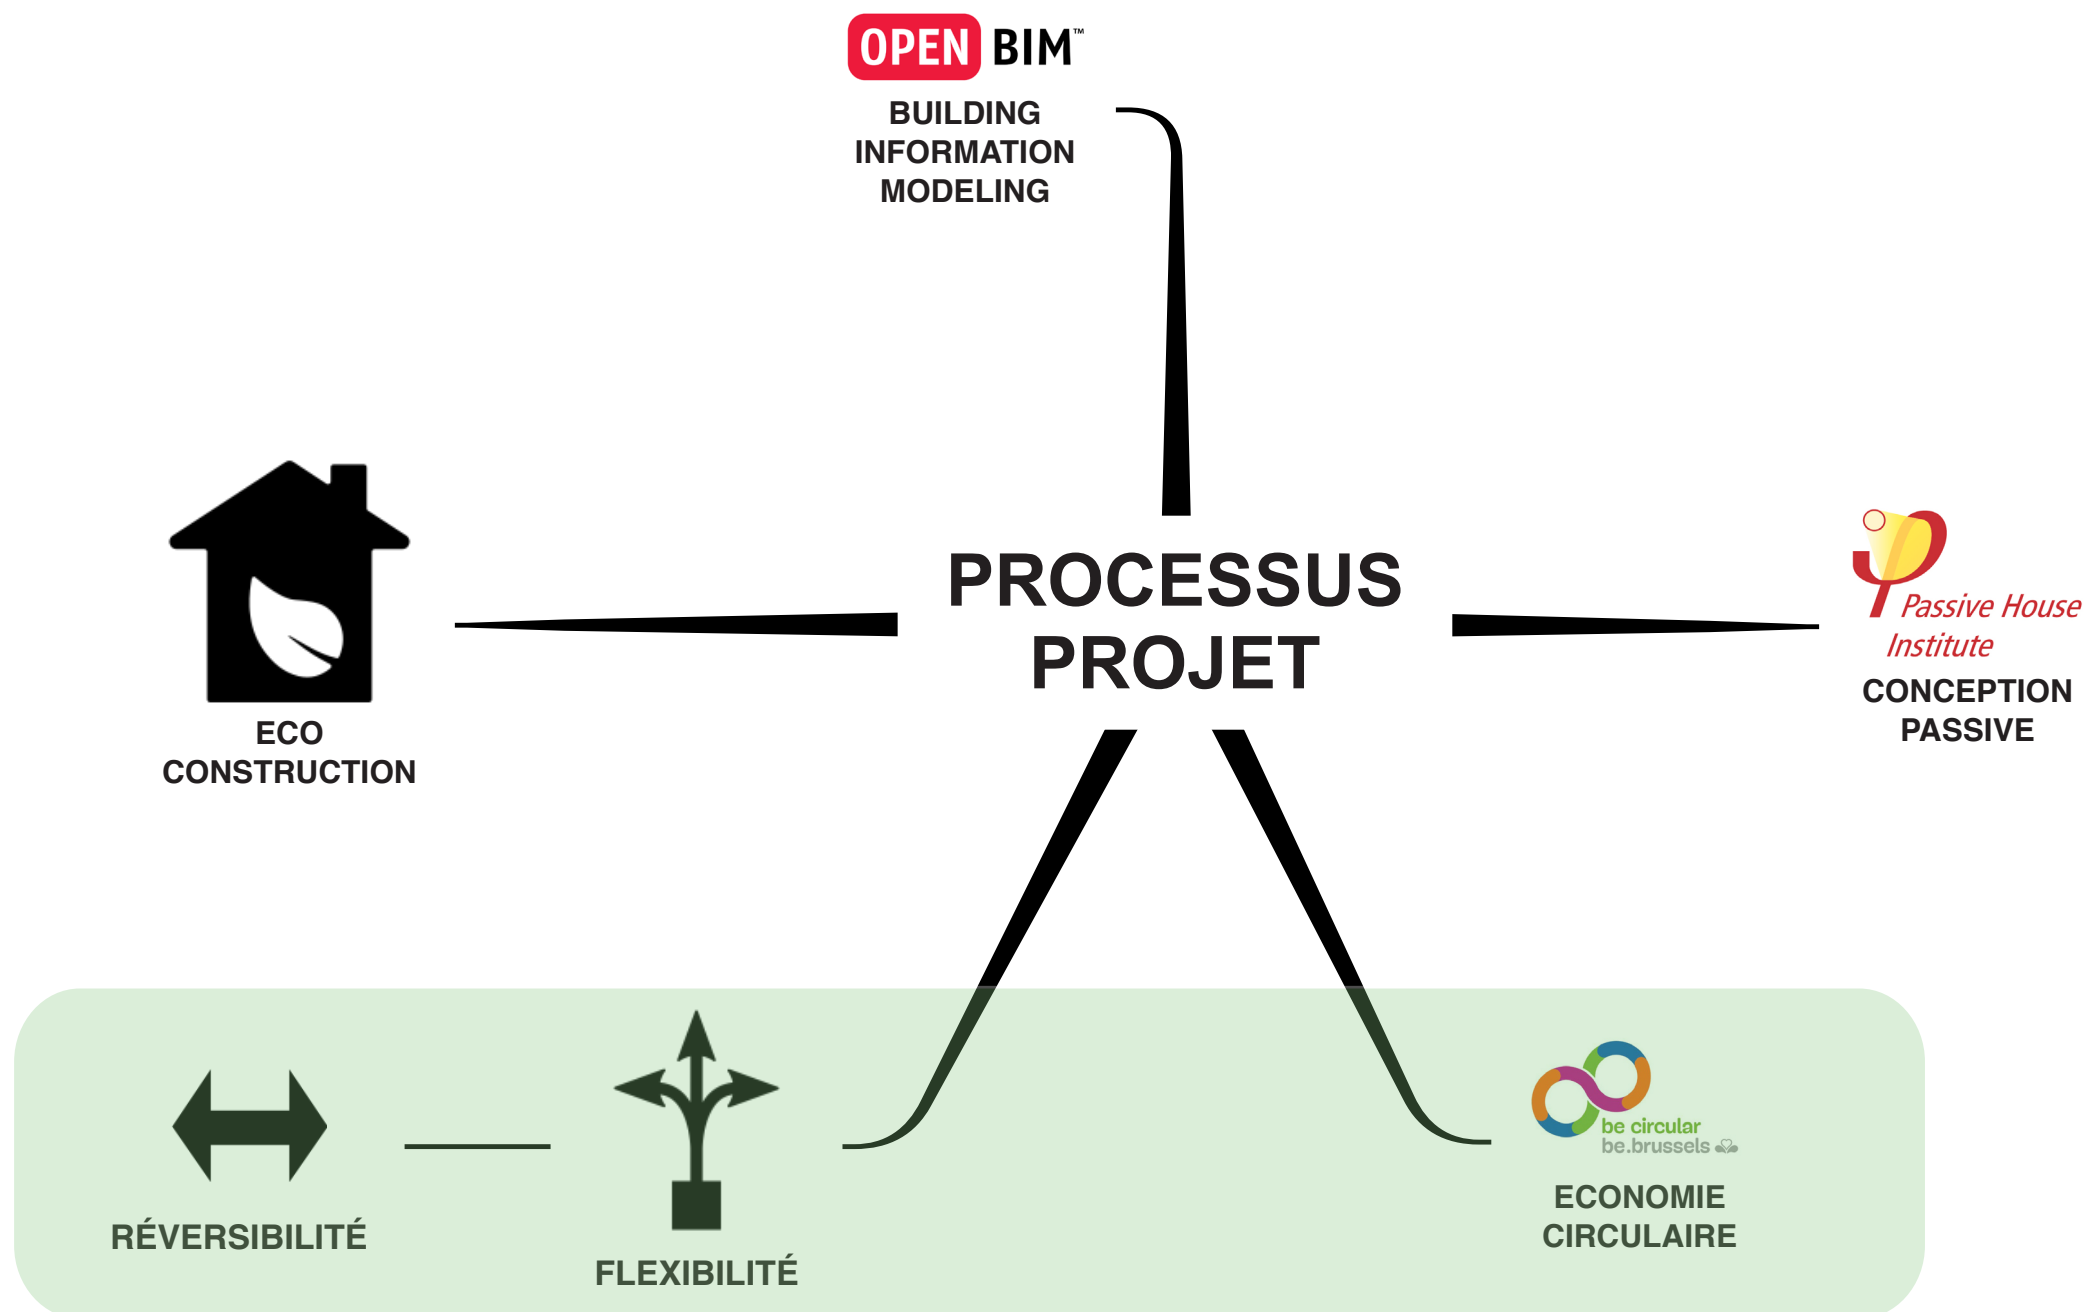 OPEN BIM™
BUILDING
INFORMATION
MODELING
PROCESSUS
PROJET
ECO
CONSTRUCTION
Passive House
Institute
CONCEPTION
PASSIVE
RÉVERSIBILITÉ
FLEXIBILITÉ
be circular
be.brussels
ECONOMIE
CIRCULAIRE